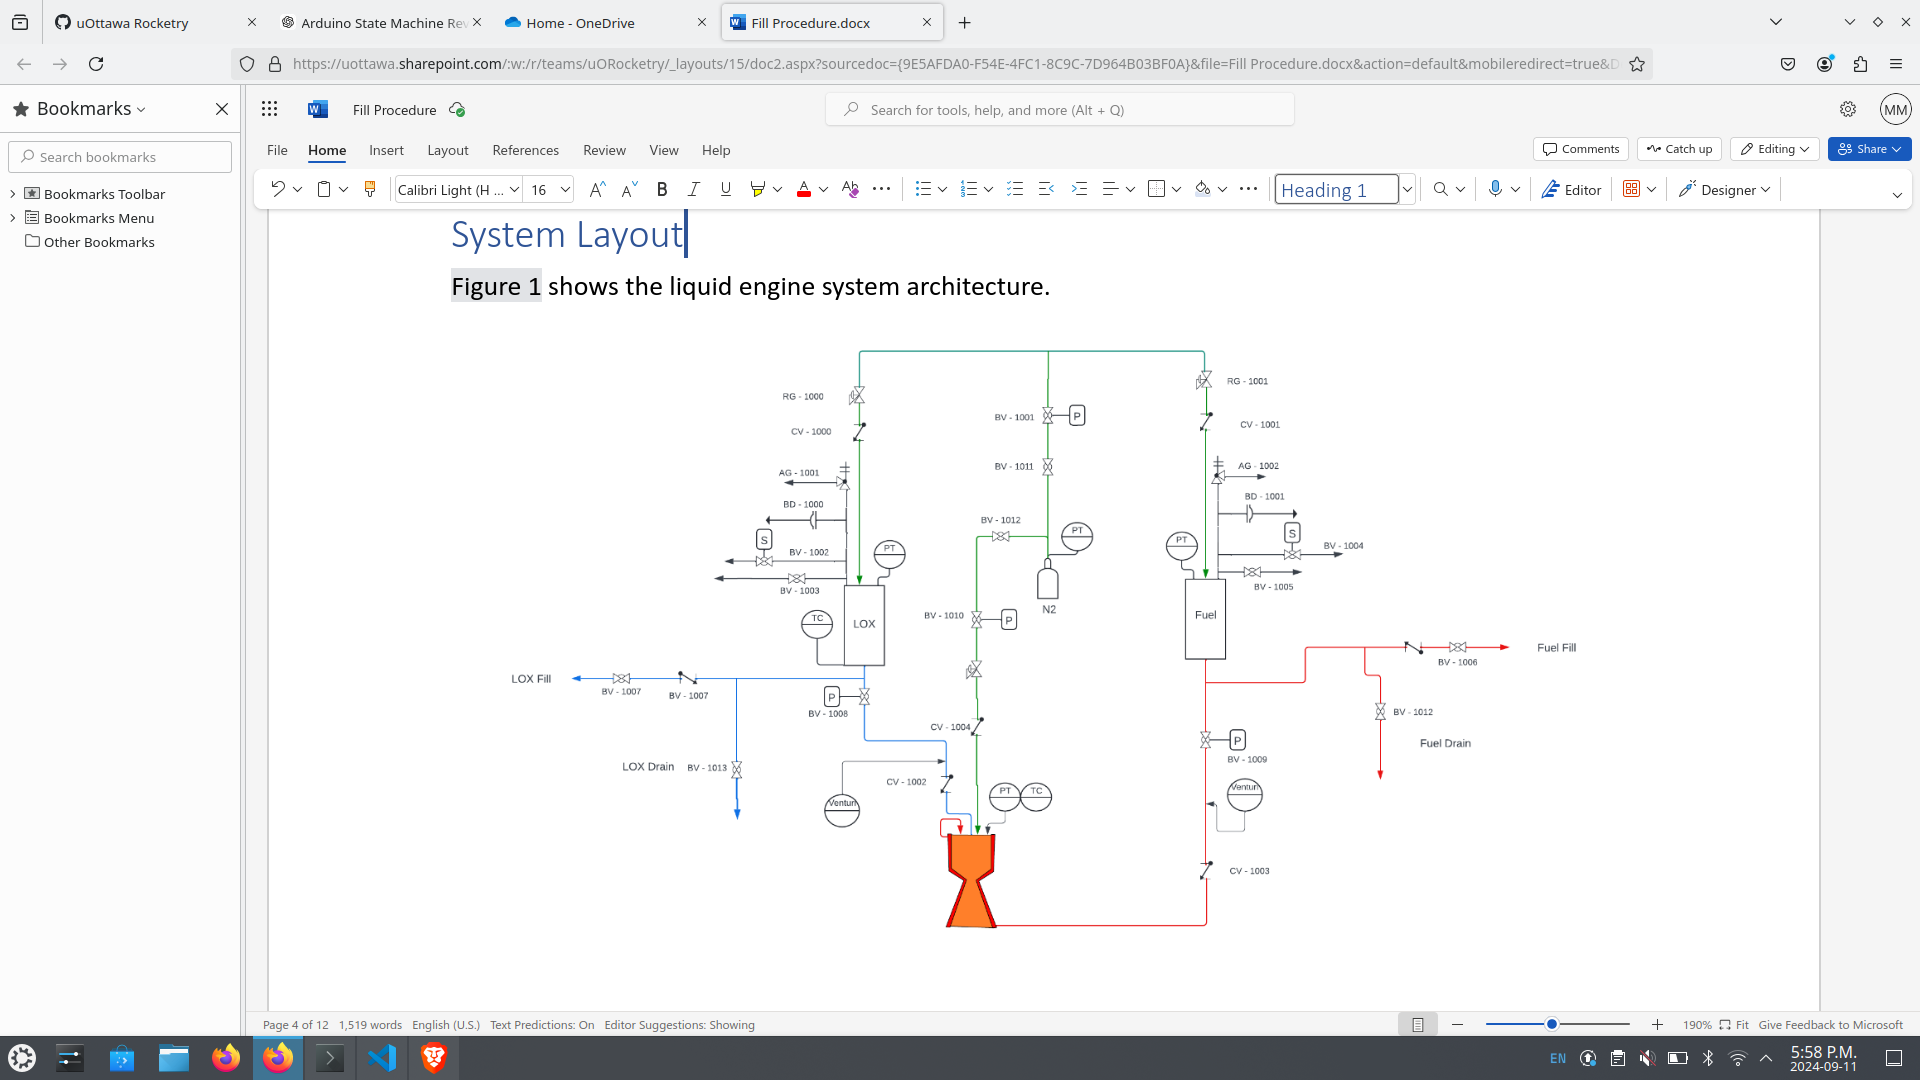 uOttawa Rocketry
Arduino State Machine Rev
Home - OneDrive
Fill Procedure.docx
https://uottawa.sharepoint.com/:w:/r/teams/uORocketry/_layouts/15/doc2.aspx?sourcedoc={9E5AFDA0-F54E-4FC1-8C9C-7D964B03BF0A}&file=Fill Procedure.docx&action=default&mobileredirect=true&D
Bookmarks
Search bookmarks
Bookmarks Toolbar
Bookmarks Menu
Other Bookmarks
Fill Procedure
Search for tools, help, and more (Alt + Q)
MM
File Home Insert Layout References Review View Help
Comments Catch up Editing Share
Calibri Light (H ... 16 B I U A Heading 1 Editor Designer
System Layout
Figure 1 shows the liquid engine system architecture.
RG - 1000
RG - 1001
BV - 1001
P
CV - 1000
CV - 1001
BV - 1011
AG - 1001
AG - 1002
BD - 1000
BD - 1001
BV - 1012
PT
S
S
BV - 1002
PT
PT
BV - 1004
BV - 1003
BV - 1005
N2
TC
LOX
BV - 1010
P
Fuel
Fuel Fill
BV - 1006
LOX Fill
BV - 1007
BV - 1007
P
BV - 1008
BV - 1012
CV - 1004
Fuel Drain
P
BV - 1009
LOX Drain
BV - 1013
CV - 1002
Venturi
PT
TC
Venturi
CV - 1003
Page 4 of 12 1,519 words English (U.S.) Text Predictions: On Editor Suggestions: Showing
190% Fit Give Feedback to Microsoft
EN
5:58 P.M.
2024-09-11